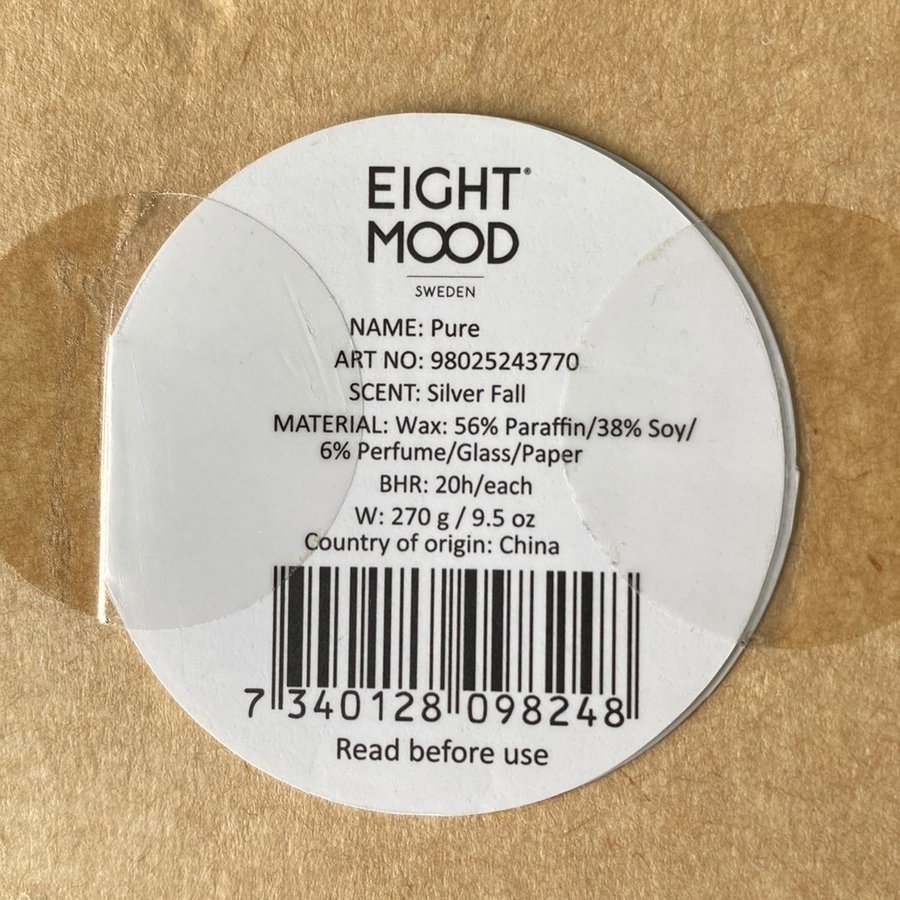 EIGHT®
MOOD
SWEDEN
NAME: Pure
ART NO: 98025243770
SCENT: Silver Fall
MATERIAL: Wax: 56% Paraffin/38% Soy/
6% Perfume/Glass/Paper
BHR: 20h/each
W: 270 g / 9.5 oz
Country of origin: China
7 340128 098248
Read before use